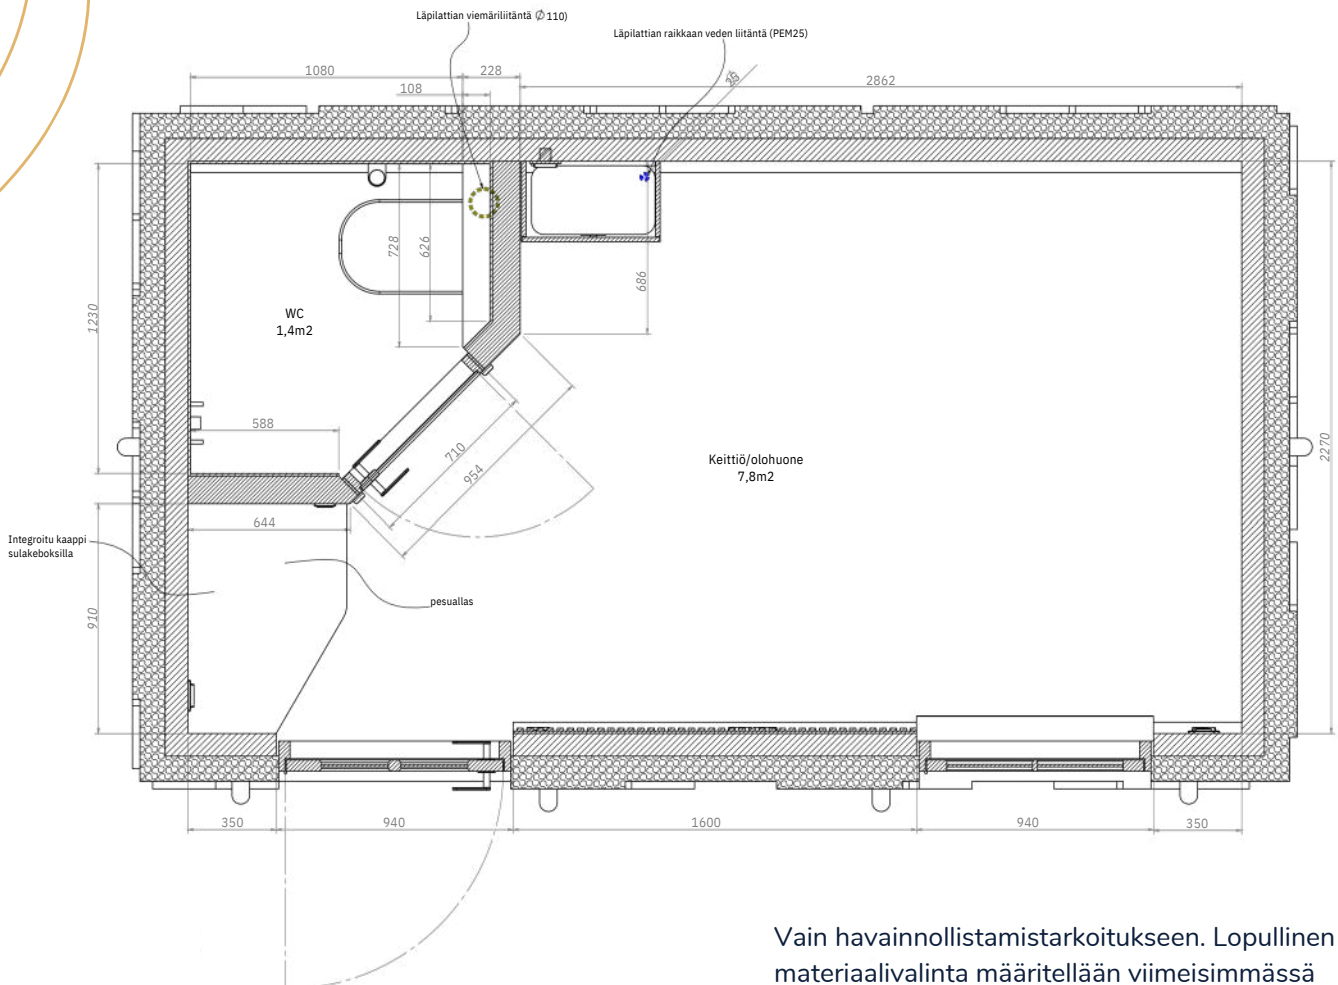 Läpilattian viemäriliitäntä ∅ 110)
Läpilattian raikkaan veden liitäntä (PEM25)
1080
228
108
2862
728
626
686
1230
WC
1,4m2
588
710
954
Keittiö/olohuone
7,8m2
2270
644
Integroitu kaappi
sulakeboksilla
pesuallas
910
350
940
1600
940
350
Vain havainnollistamistarkoitukseen. Lopullinen
materiaalivalinta määritellään viimeisimmässä